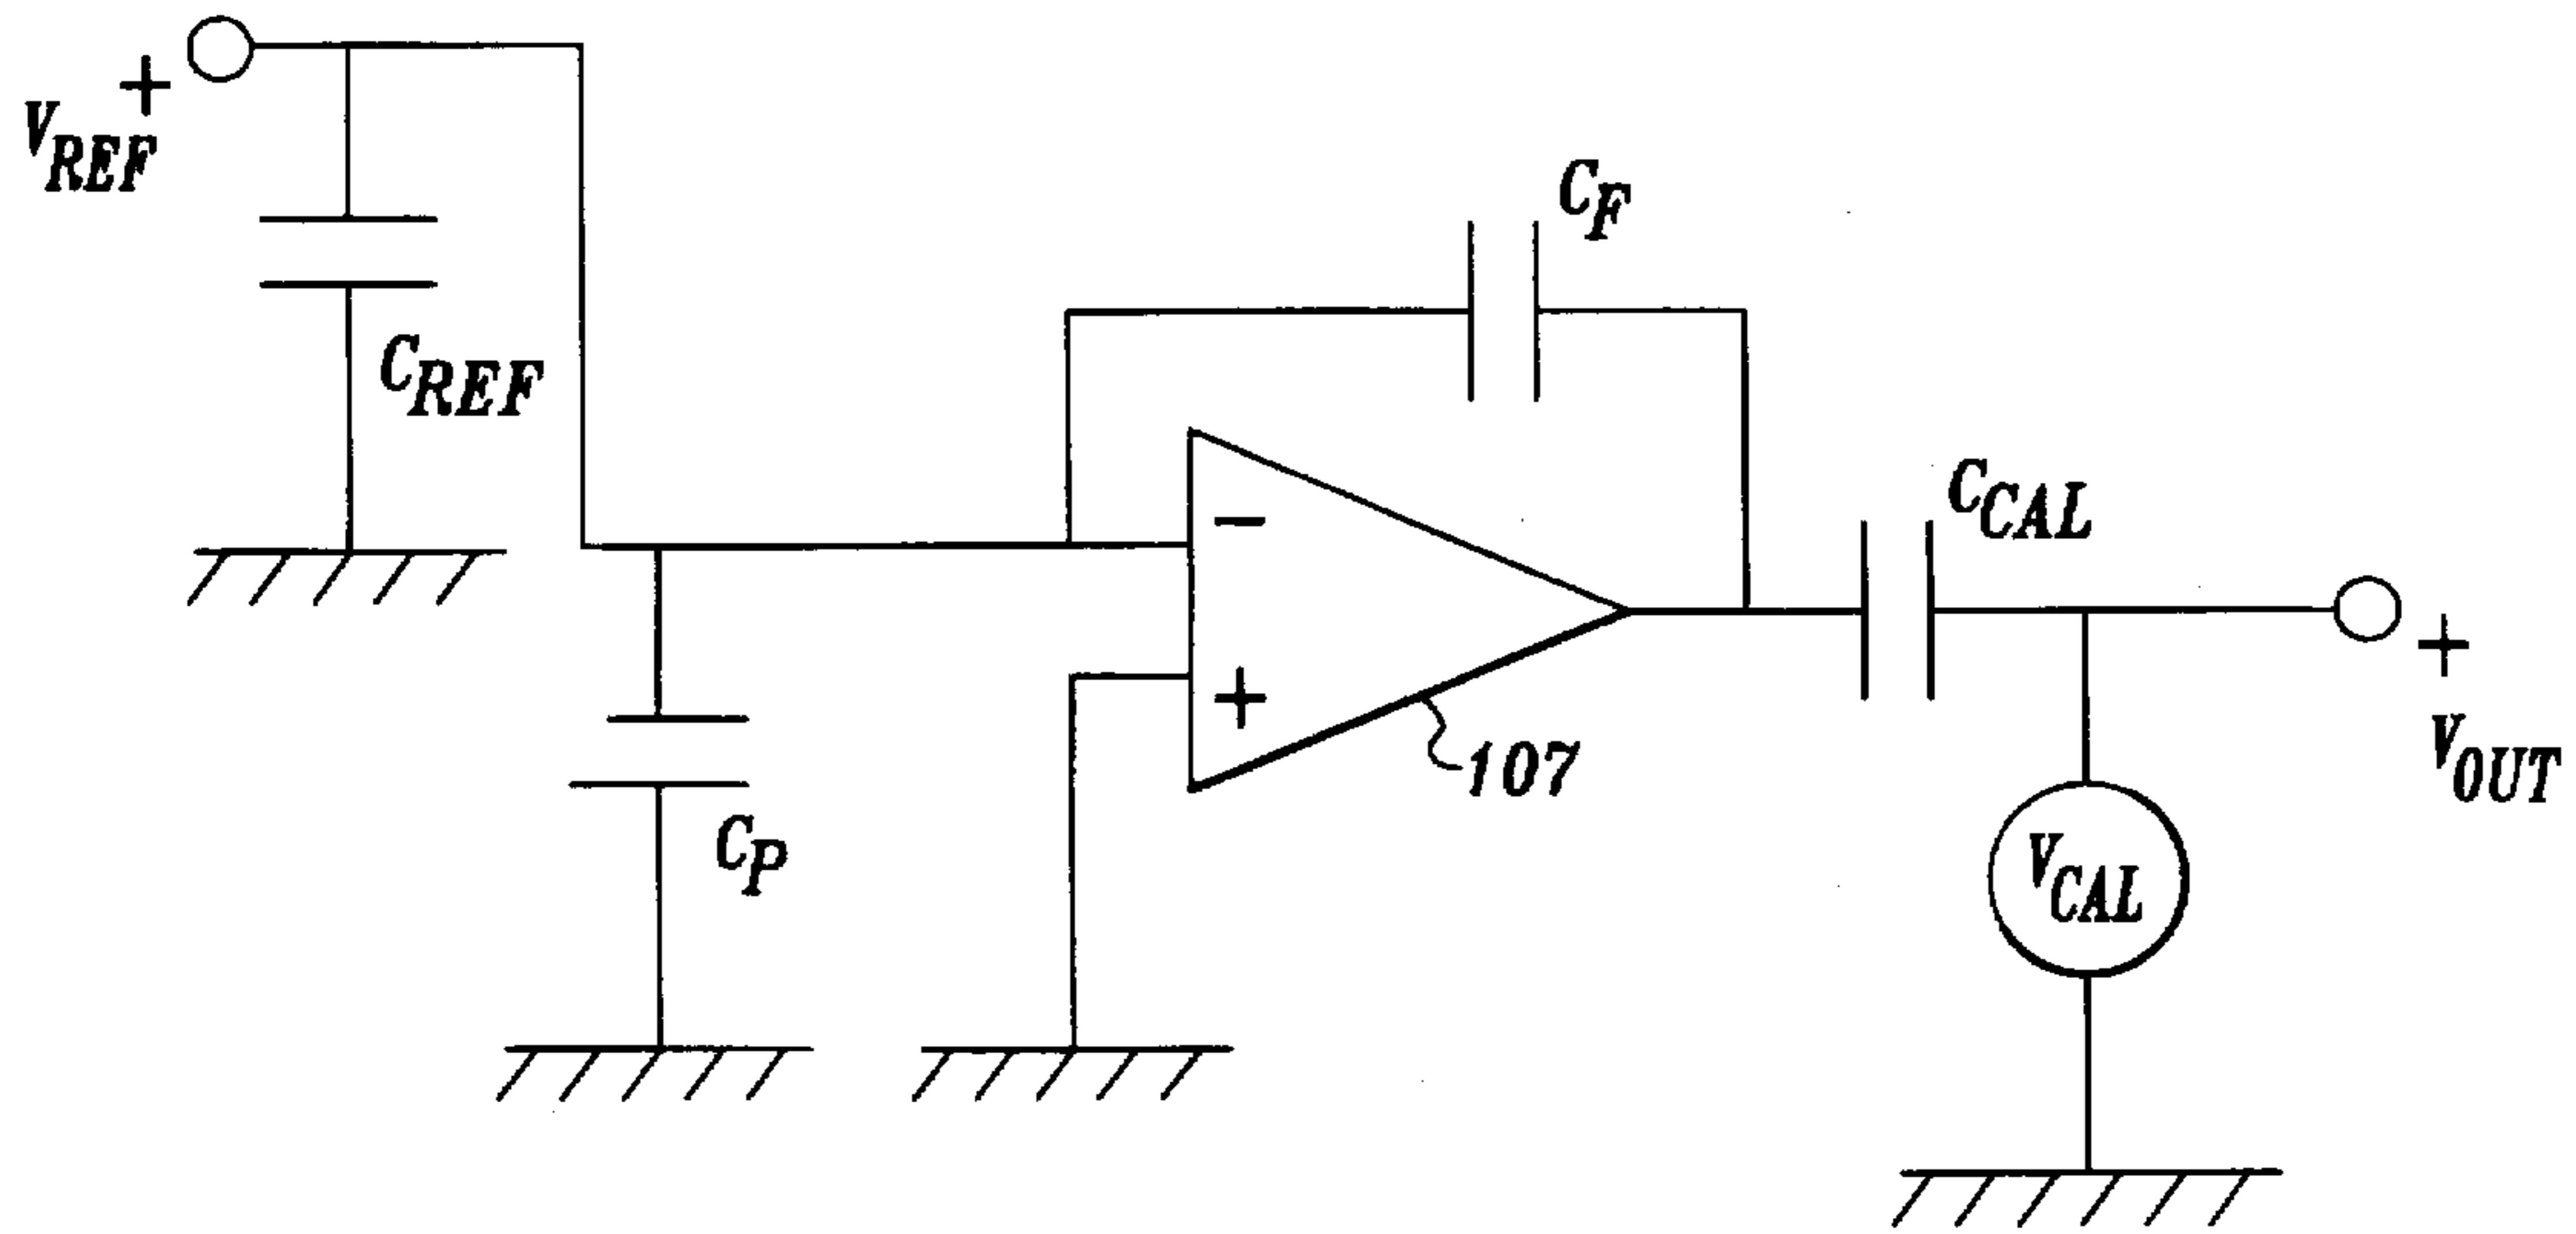 +
V_REF
C_REF
C_F
C_CAL
−
+
107
+
V_OUT
C_P
V_CAL